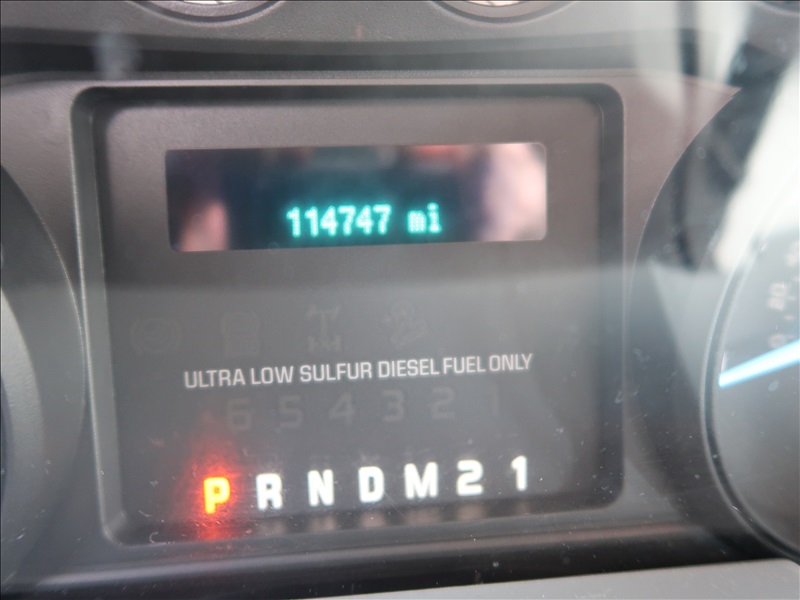 114747 mi
ULTRA LOW SULFUR DIESEL FUEL ONLY
6 5 4 3 2 1
P R N D M 2 1